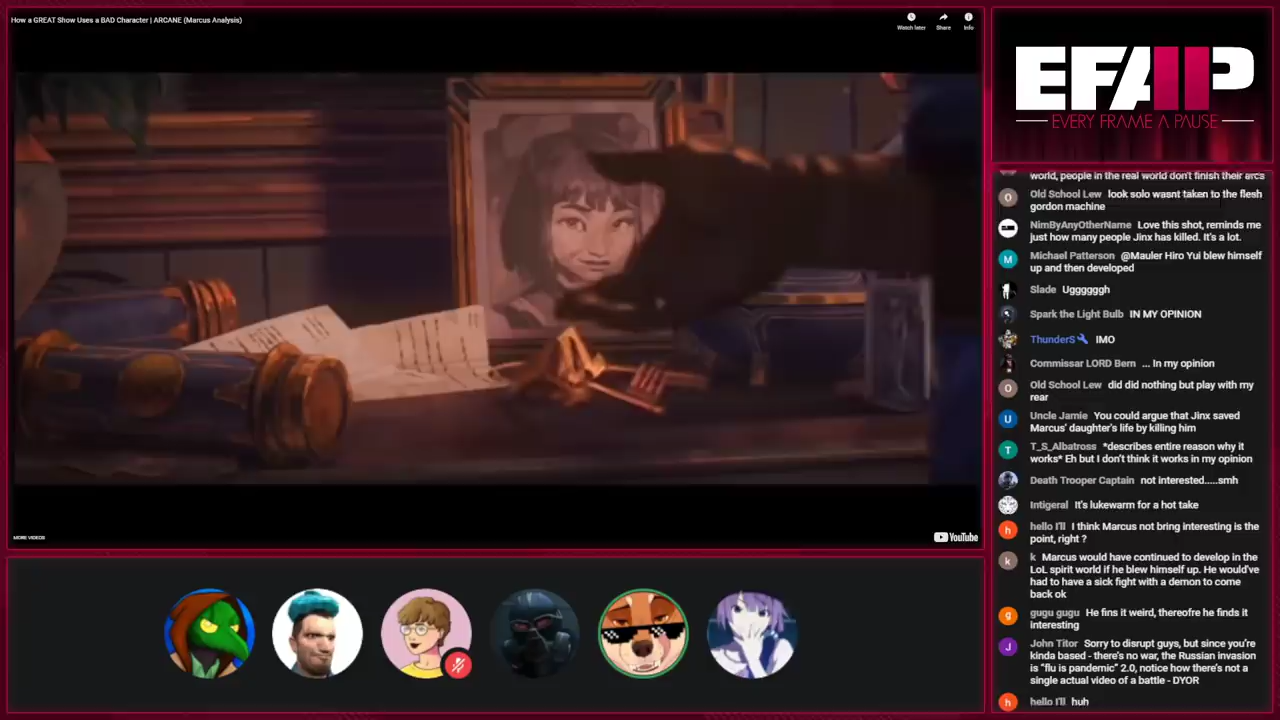 How a GREAT Show Uses a BAD Character | ARCANE (Marcus Analysis)
Watch later
Share
Info
MORE VIDEOS
YouTube
EFAP
EVERY FRAME A PAUSE
world, people in the real world don't finish their arcs
Old School Lew look solo wasnt taken to the flesh
gordon machine
NimByAnyOtherName Love this shot, reminds me
just how many people Jinx has killed. It's a lot.
Michael Patterson @Mauler Hiro Yui blew himself
up and then developed
Slade Uggggggh
Spark the Light Bulb IN MY OPINION
ThunderS IMO
Commissar LORD Bern ... In my opinion
Old School Lew did did nothing but play with my
rear
Uncle Jamie You could argue that Jinx saved
Marcus' daughter's life by killing him
T_S_Albatross *describes entire reason why it
works* Eh but I don't think it works in my opinion
Death Trooper Captain not interested.....smh
Intigeral It's lukewarm for a hot take
hello I'll I think Marcus not bring interesting is the
point, right ?
k Marcus would have continued to develop in the
LoL spirit world if he blew himself up. He would've
had to have a sick fight with a demon to come
back ok
gugu gugu He fins it weird, thereofre he finds it
interesting
John Titor Sorry to disrupt guys, but since you're
kinda based - there's no war, the Russian invasion
is "flu is pandemic" 2.0, notice how there's not a
single actual video of a battle - DYOR
hello I'll huh